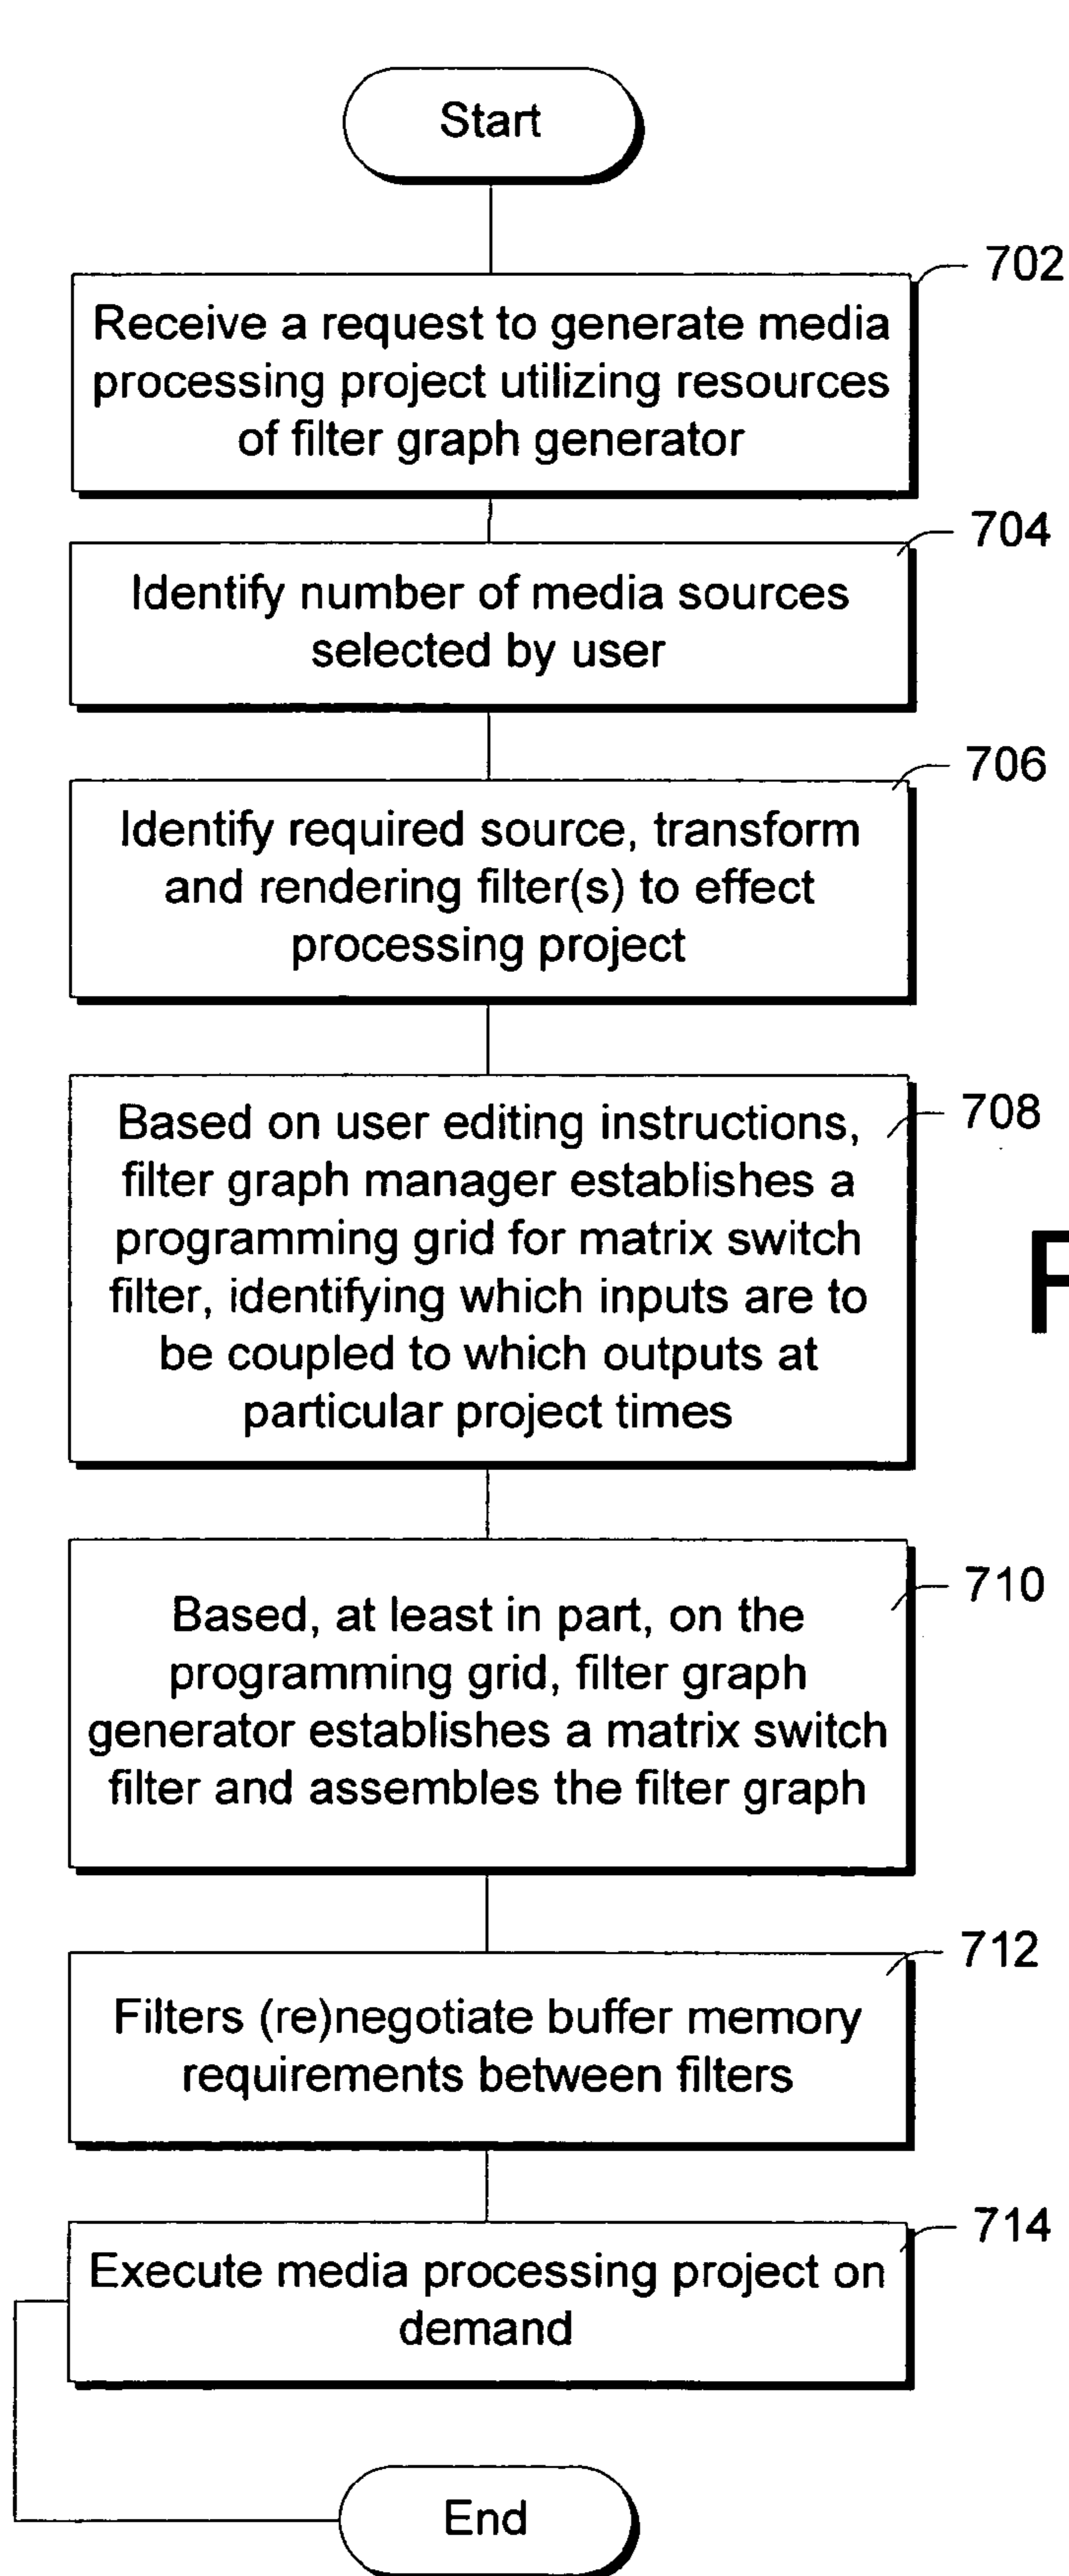 Start
702
Receive a request to generate media
processing project utilizing resources
of filter graph generator
704
Identify number of media sources
selected by user
706
Identify required source, transform
and rendering filter(s) to effect
processing project
708
Based on user editing instructions,
filter graph manager establishes a
programming grid for matrix switch
filter, identifying which inputs are to
be coupled to which outputs at
particular project times
710
Based, at least in part, on the
programming grid, filter graph
generator establishes a matrix switch
filter and assembles the filter graph
712
Filters (re)negotiate buffer memory
requirements between filters
714
Execute media processing project on
demand
End